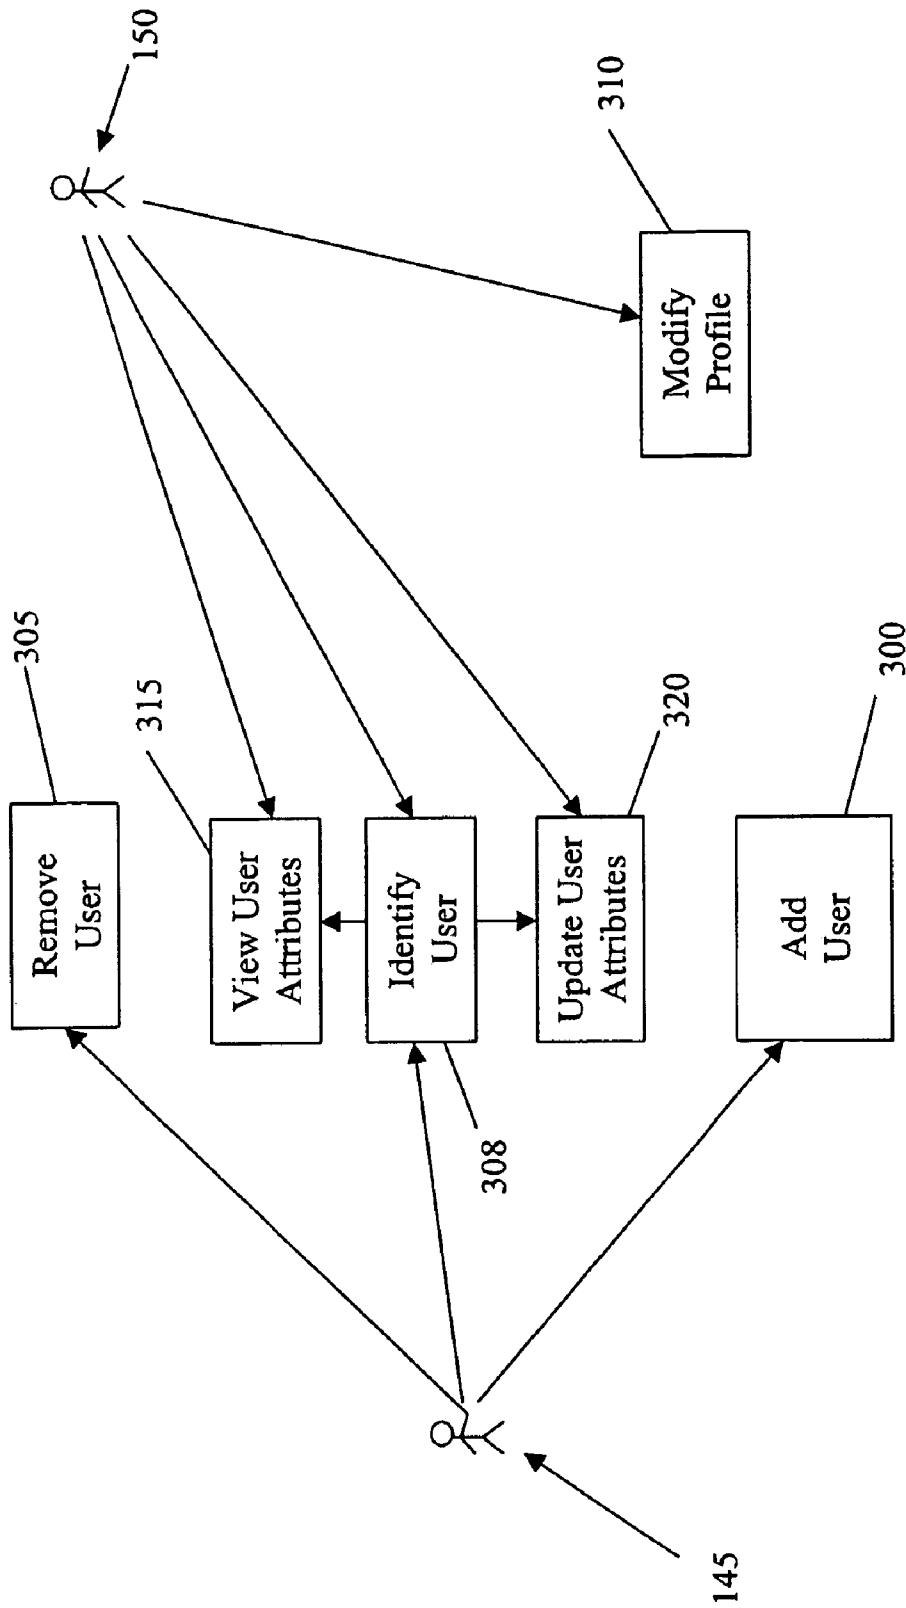 150
305
Remove
User
315
View User
Attributes
Identify
User
308
310
Modify
Profile
Update User
Attributes
320
145
Add
User
300